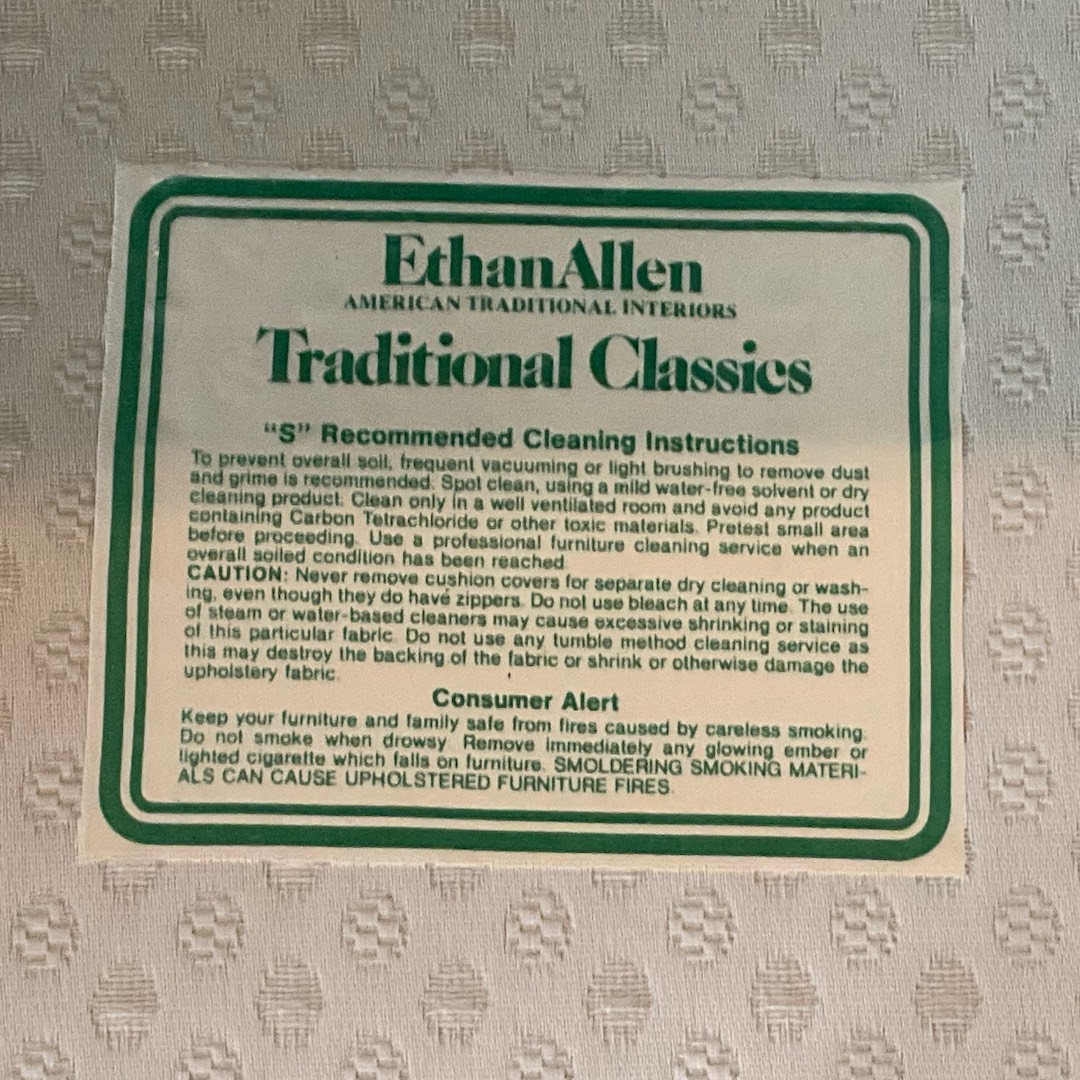 EthanAllen
AMERICAN TRADITIONAL INTERIORS
Traditional Classics
“S” Recommended Cleaning Instructions
To prevent overall soil, frequent vacuuming or light brushing to remove dust
and grime is recommended. Spot clean, using a mild water-free solvent or dry
cleaning product. Clean only in a well ventilated room and avoid any product
containing Carbon Tetrachloride or other toxic materials. Pretest small area
before proceeding. Use a professional furniture cleaning service when an
overall soiled condition has been reached.
CAUTION: Never remove cushion covers for separate dry cleaning or wash-
ing, even though they do have zippers. Do not use bleach at any time. The use
of steam or water-based cleaners may cause excessive shrinking or staining
of this particular fabric. Do not use any tumble method cleaning service as
this may destroy the backing of the fabric or shrink or otherwise damage the
upholstery fabric.
Consumer Alert
Keep your furniture and family safe from fires caused by careless smoking.
Do not smoke when drowsy. Remove immediately any glowing ember or
lighted cigarette which falls on furniture. SMOLDERING SMOKING MATERI-
ALS CAN CAUSE UPHOLSTERED FURNITURE FIRES.